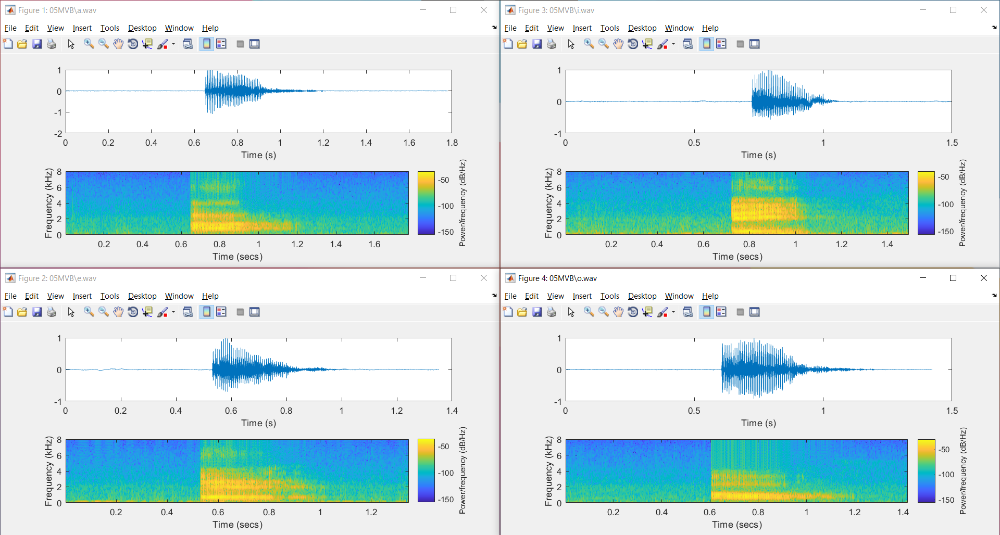 Figure 1: 05MVB\a.wav
File Edit View Insert Tools Desktop Window Help
1
0
-1
-2
0 0.2 0.4 0.6 0.8 1 1.2 1.4 1.6 1.8
Time (s)
8
6
4
2
0
Frequency (kHz)
0.2 0.4 0.6 0.8 1 1.2 1.4 1.6
Time (secs)
-50
-100
-150
Power/frequency (dB/Hz)
Figure 3: 05MVB\i.wav
File Edit View Insert Tools Desktop Window Help
1
0
-1
0 0.5 1 1.5
Time (s)
8
6
4
2
0
Frequency (kHz)
0.2 0.4 0.6 0.8 1 1.2 1.4
Time (secs)
-50
-100
-150
Power/frequency (dB/Hz)
Figure 2: 05MVB\e.wav
File Edit View Insert Tools Desktop Window Help
1
0
-1
0 0.2 0.4 0.6 0.8 1 1.2 1.4
Time (s)
8
6
4
2
0
Frequency (kHz)
0.2 0.4 0.6 0.8 1 1.2
Time (secs)
-50
-100
-150
Power/frequency (dB/Hz)
Figure 4: 05MVB\o.wav
File Edit View Insert Tools Desktop Window Help
1
0
-1
0 0.5 1 1.5
Time (s)
8
6
4
2
0
Frequency (kHz)
0.2 0.4 0.6 0.8 1 1.2 1.4
Time (secs)
-50
-100
-150
Power/frequency (dB/Hz)